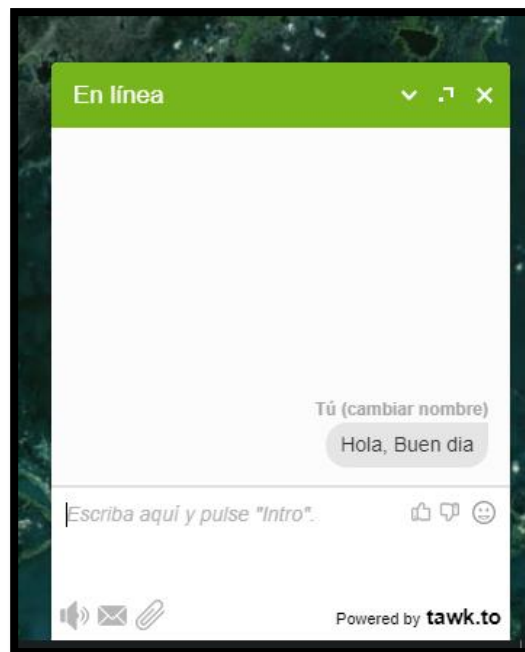 En línea
Tú (cambiar nombre)
Hola, Buen dia
Escriba aquí y pulse "Intro".
Powered by tawk.to